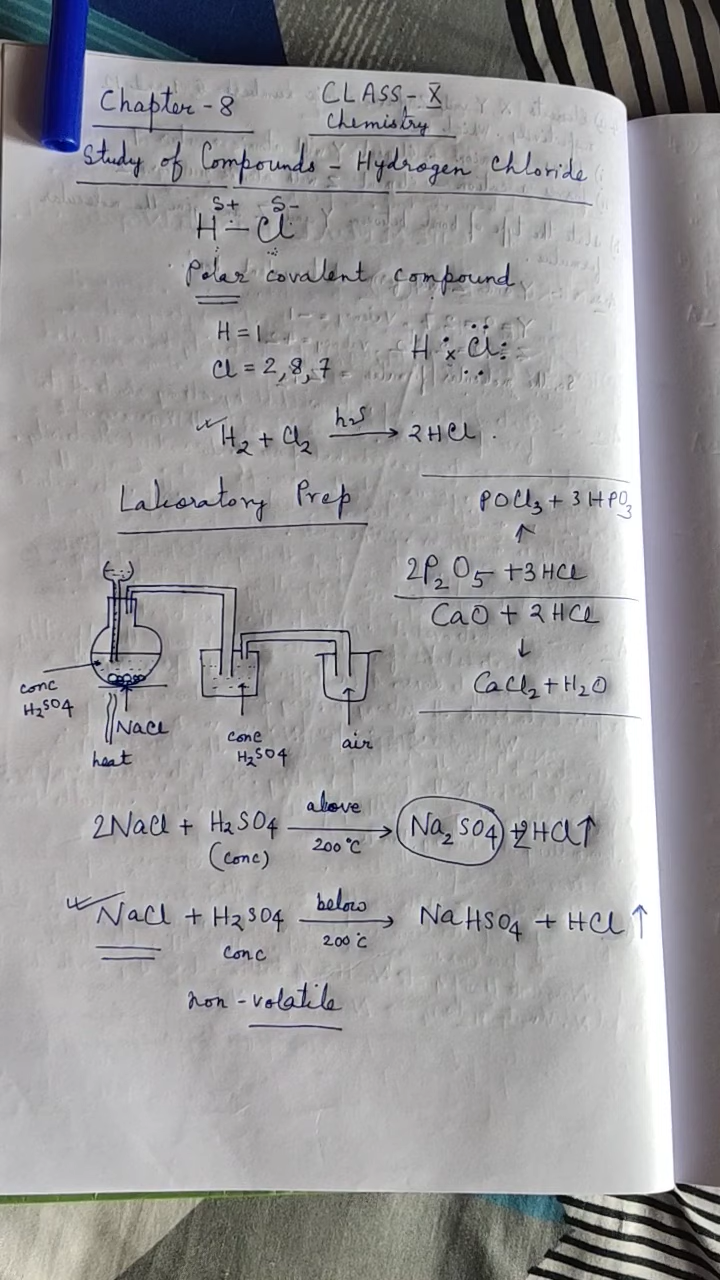 Chapter - 8
CLASS - X
Chemistry
Study of Compounds - Hydrogen Chloride
S+ S-
H - Cl
Polar covalent compound
H = 1
Cl = 2, 8, 7
H x Cl
H2 + Cl2 → 2HCl.
Laboratory Prep
POCl3 + 3HPO3
↑
2P2O5 + 3HCl
CaO + 2HCl
↓
CaCl2 + H2O
conc
H2SO4
NaCl
heat
conc
H2SO4
air
2NaCl + H2SO4 above 200°C → Na2SO4 + 2HCl↑
(conc)
NaCl + H2SO4 below 200°C → NaHSO4 + HCl↑
conc
non - volatile